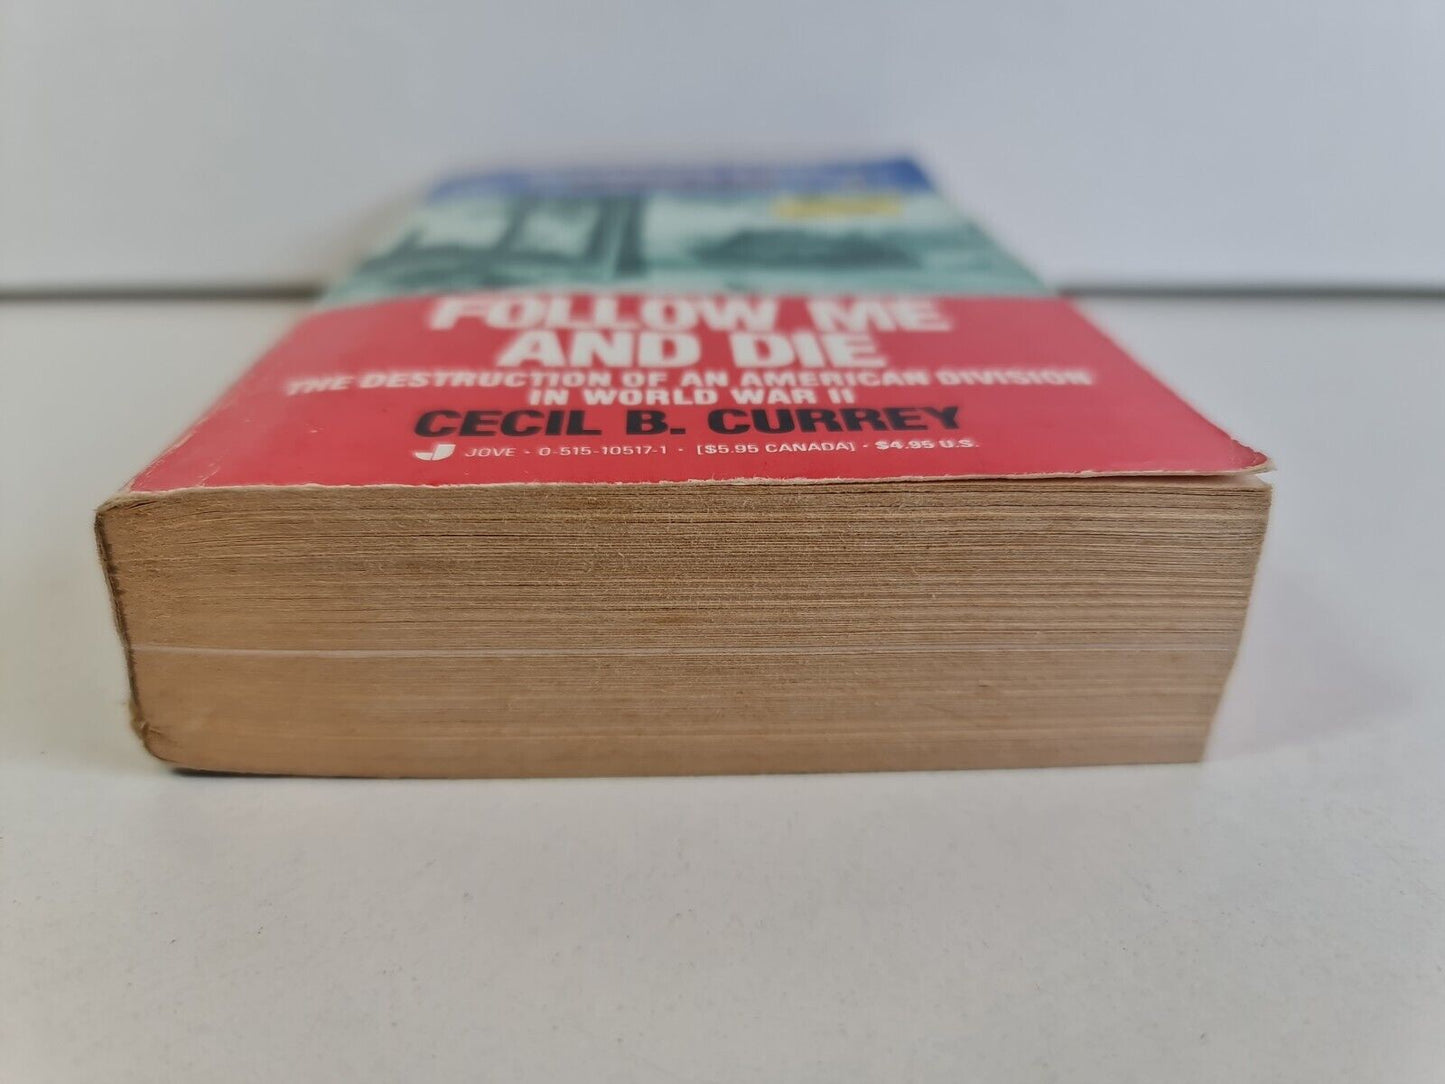 FOLLOW ME
AND DIE
THE DESTRUCTION OF AN AMERICAN DIVISION
IN WORLD WAR II
CECIL B. CURREY
JOVE · 0-515-10517-1 · [$5.95 CANADA] · $4.95 U.S.